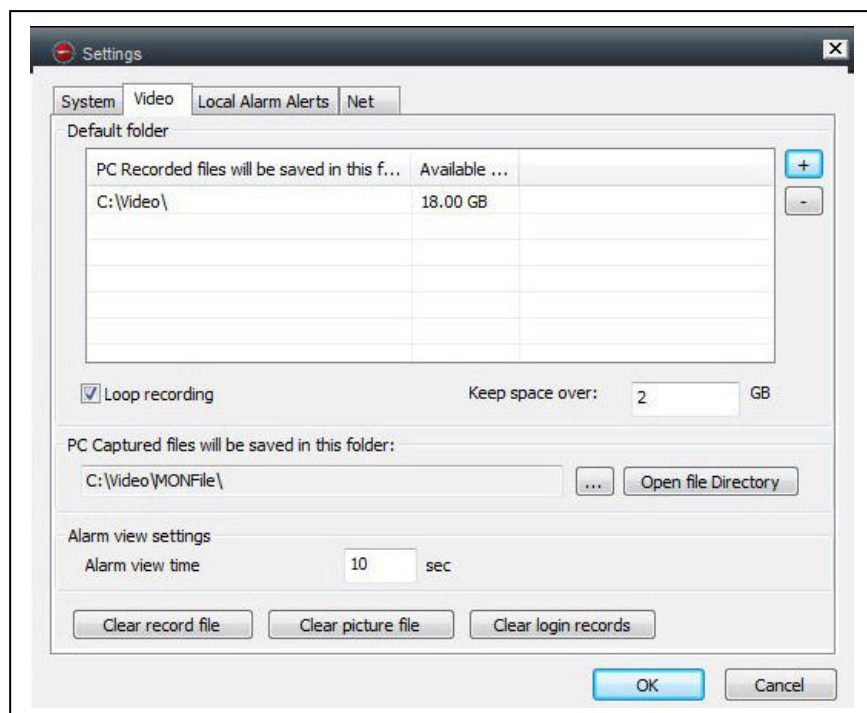 Settings
System Video Local Alarm Alerts Net
Default folder
PC Recorded files will be saved in this f... Available ...
+
C:\Video\ 18.00 GB
-
Loop recording Keep space over: 2 GB
PC Captured files will be saved in this folder:
C:\Video\MONFile\ ... Open file Directory
Alarm view settings
Alarm view time 10 sec
Clear record file Clear picture file Clear login records
OK Cancel